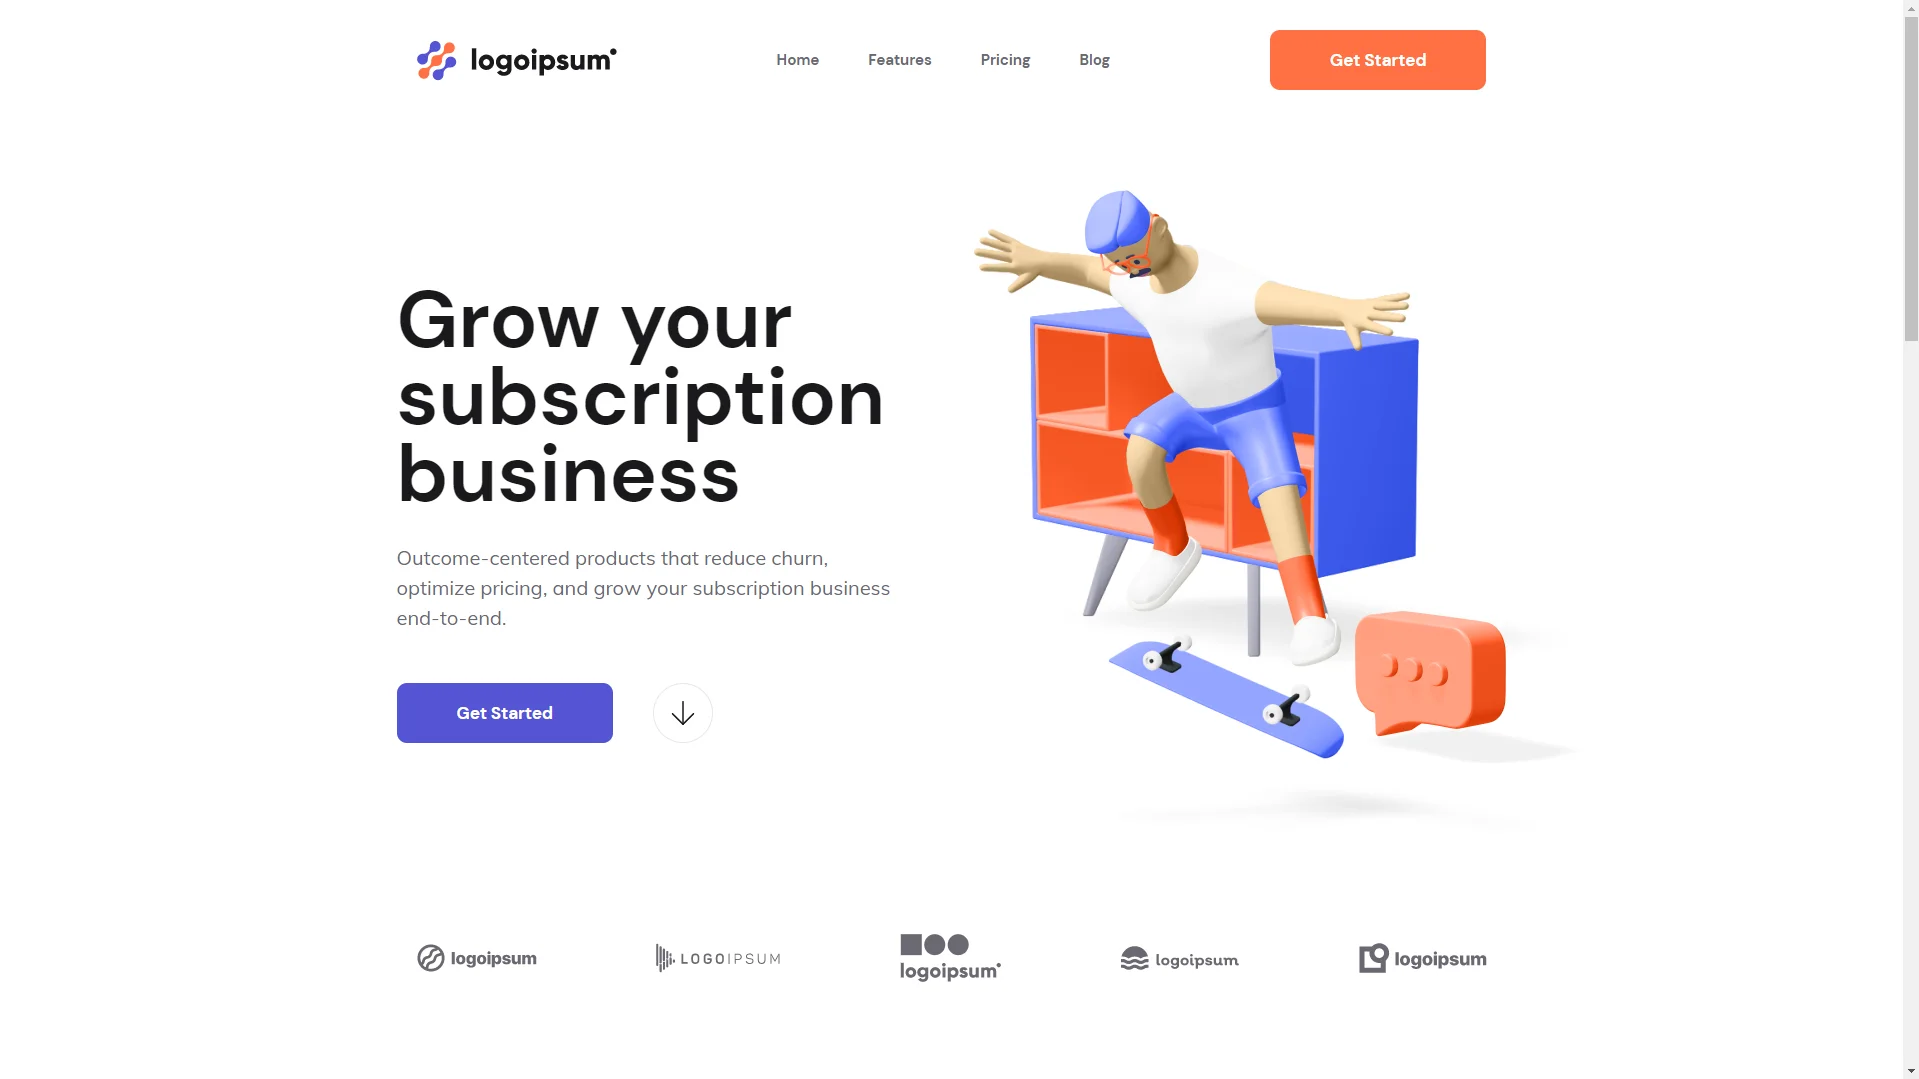 logoipsum
Home
Features
Pricing
Blog
Get Started
Grow your
subscription
business
Outcome-centered products that reduce churn,
optimize pricing, and grow your subscription business
end-to-end.
Get Started
logoipsum
LOGOIPSUM
logoipsum
logoipsum
logoipsum